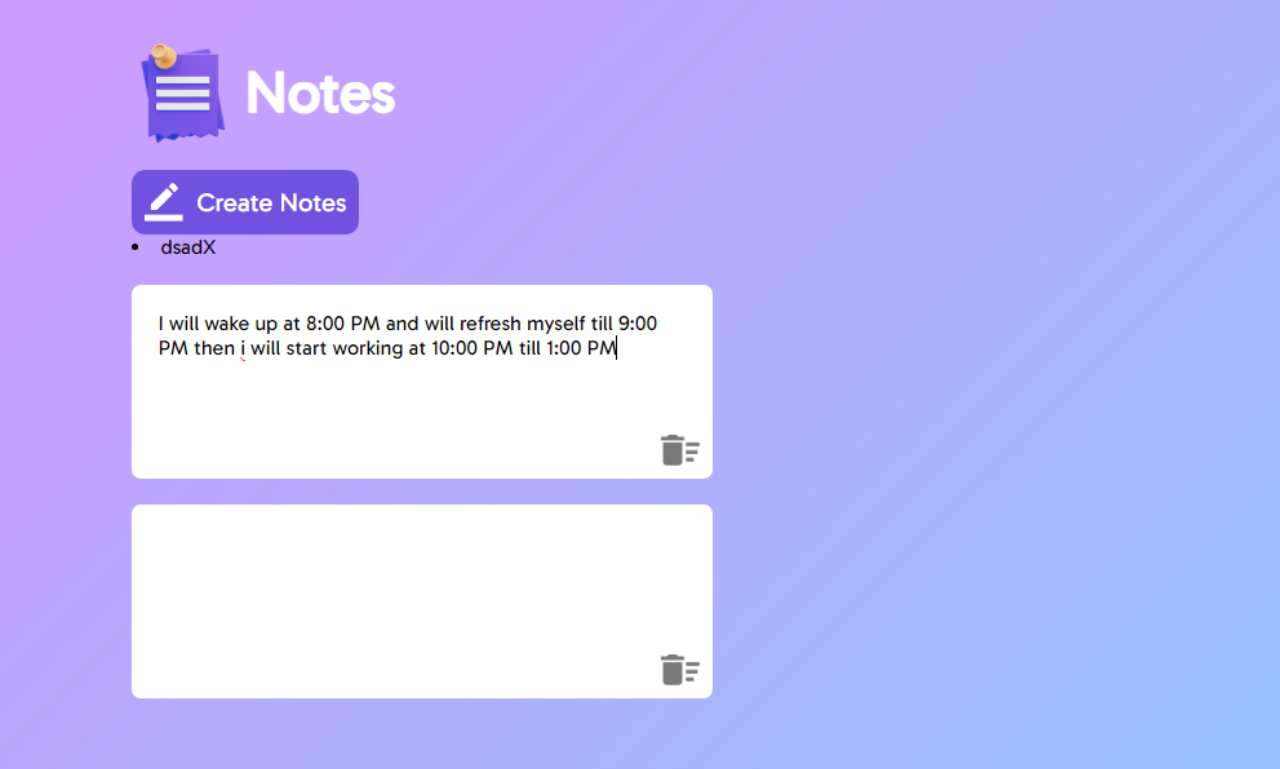 Notes
Create Notes
• dsadX
I will wake up at 8:00 PM and will refresh myself till 9:00
PM then i will start working at 10:00 PM till 1:00 PM